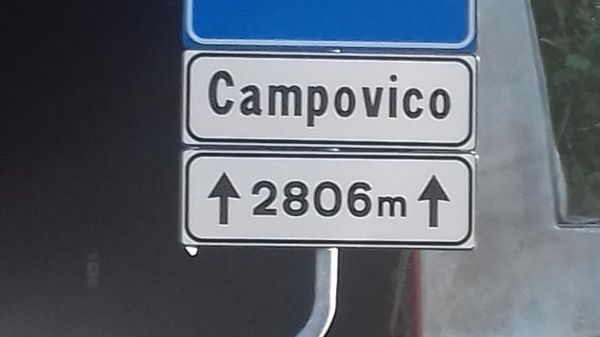 Campovico
↑ 2806m ↑